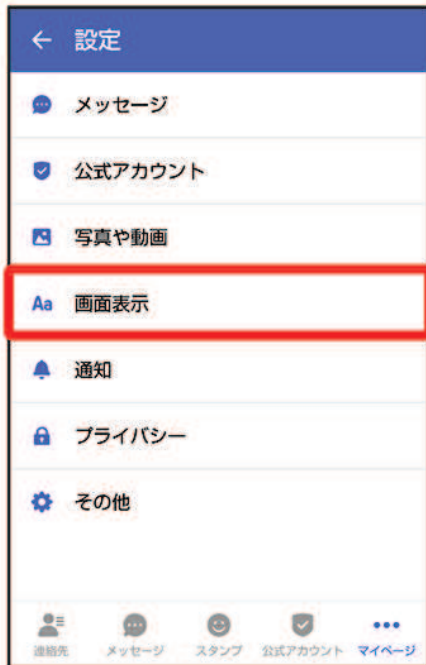 設定
メッセージ
公式アカウント
写真や動画
Aa 画面表示
通知
プライバシー
その他
連絡先 メッセージ スタンプ 公式アカウント マイページ